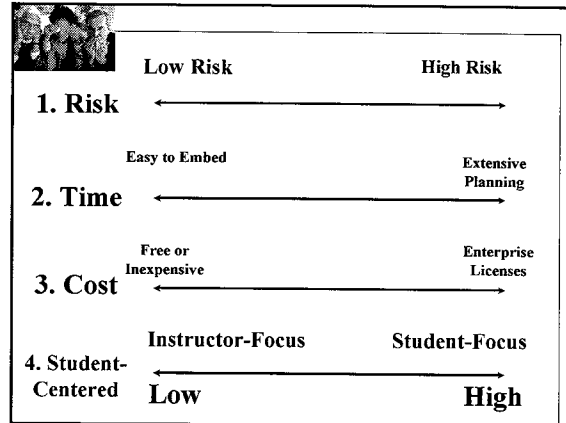 Low Risk High Risk
1. Risk
Easy to Embed Extensive
Planning
2. Time
Free or Enterprise
Inexpensive Licenses
3. Cost
Instructor-Focus Student-Focus
4. Student-
Centered
Low High